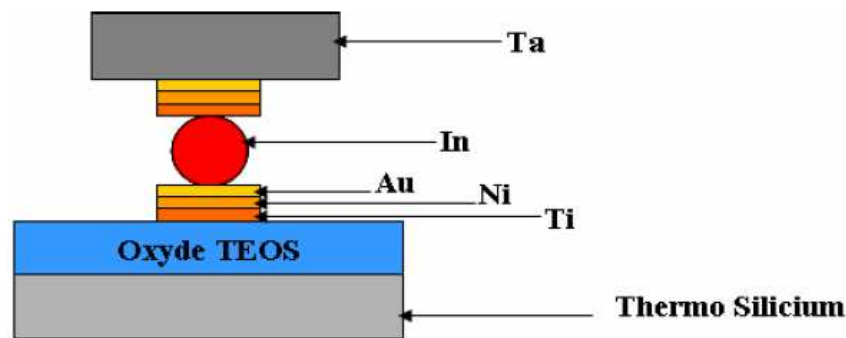 Ta
In
Au
Ni
Ti
Oxyde TEOS
Thermo Silicium